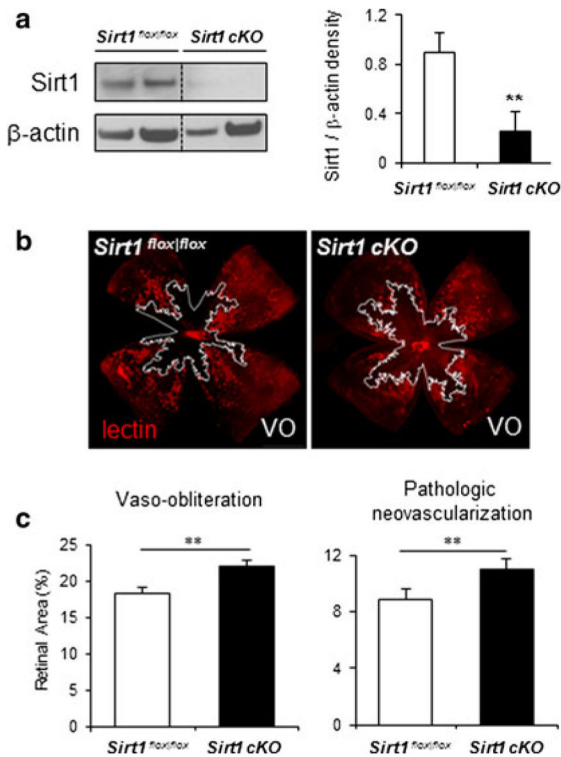 a
Sirt1 flox|flox Sirt1 cKO
Sirt1
β-actin
Sirt1 / β-actin density
1.2
0.8
0.4
0
**
Sirt1 flox|flox Sirt1 cKO
b
Sirt1 flox|flox
lectin
VO
Sirt1 cKO
VO
c
Vaso-obliteration
Retinal Area (%)
25
20
15
10
5
0
**
Sirt1 flox|flox Sirt1 cKO
Pathologic
neovascularization
12
8
4
0
**
Sirt1 flox|flox Sirt1 cKO